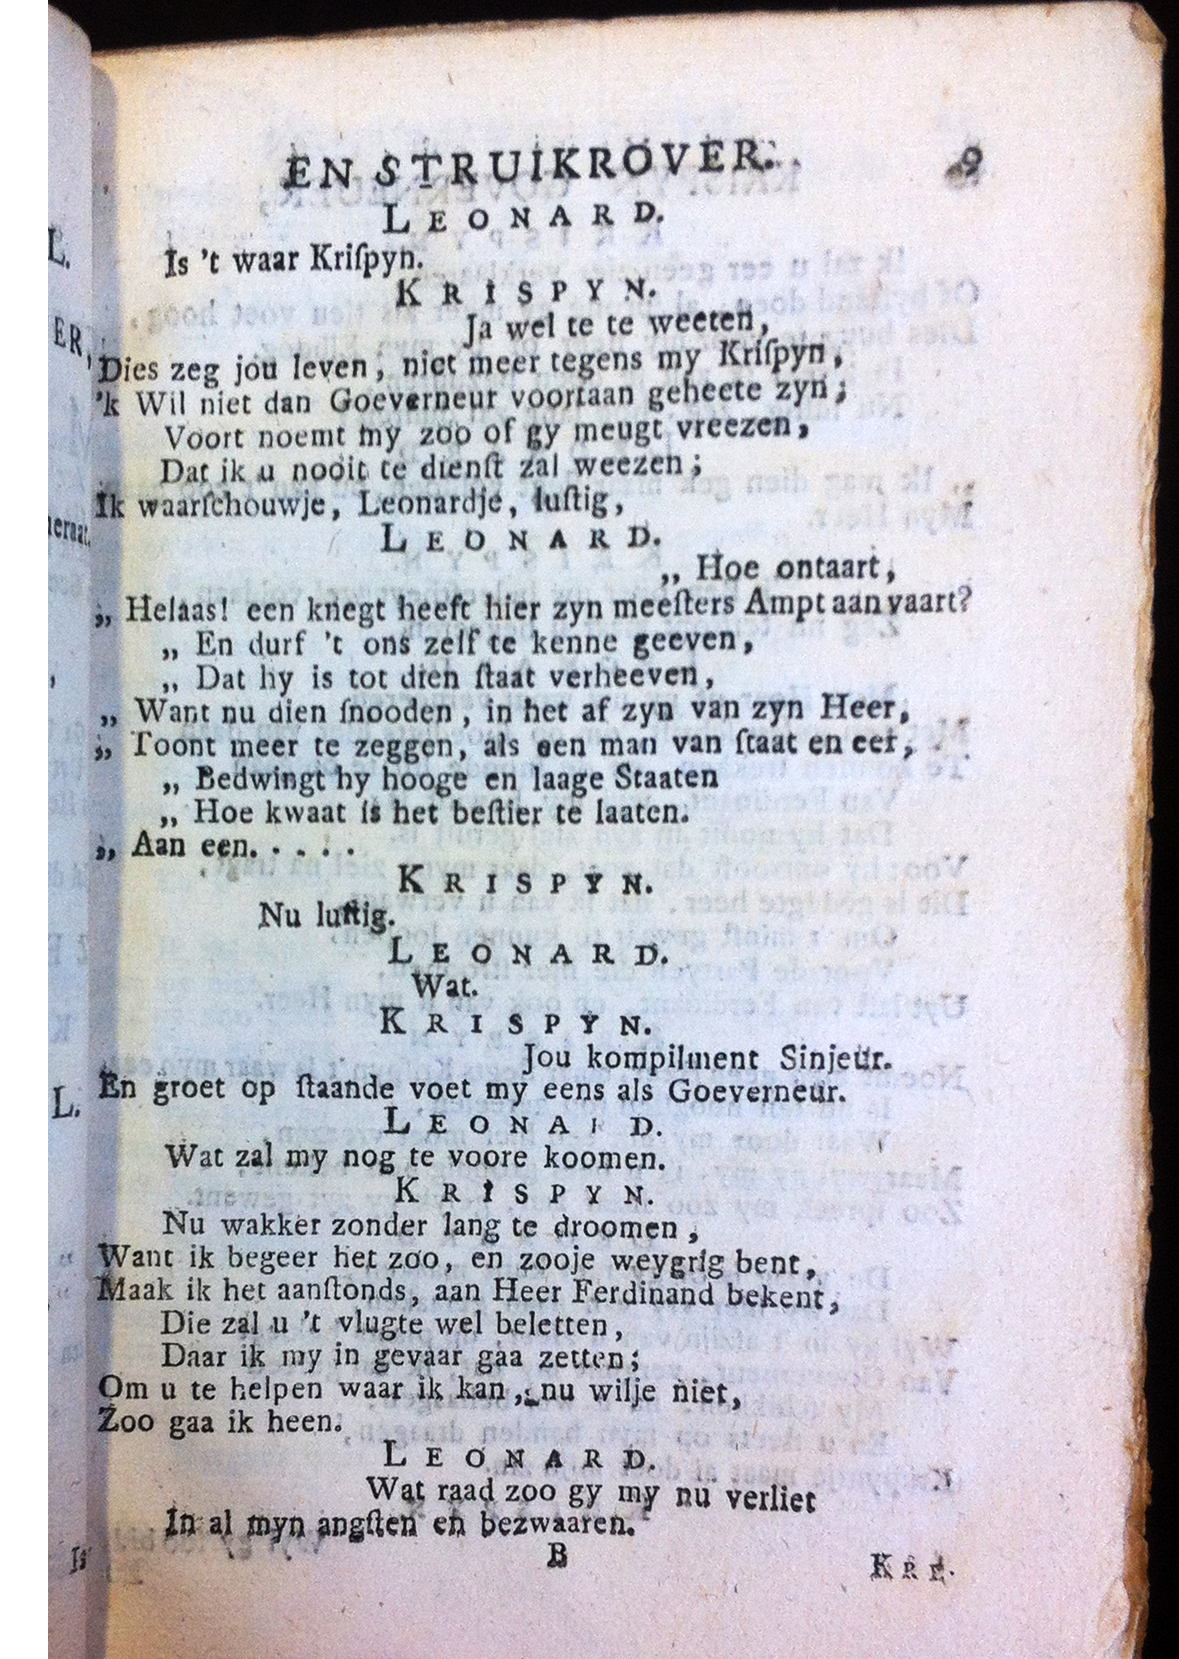 EN STRUIKROVER. 9
LEONARD.
Is 't waar Kriſpyn.
KRISPYN.
Ja wel te te weeten,
Dies zeg jou leven, niet meer tegens my Kriſpyn,
'k Wil niet dan Goeverneur voortaan geheete zyn;
Voort noemt my zoo of gy meugt vreezen,
Dat ik u nooit te dienſt zal weezen;
Ik waarſchouwje, Leonardje, luſtig,
LEONARD.
„ Hoe ontaart,
„ Helaas! een knegt heeft hier zyn meeſters Ampt aanvaart?
„ En durf 't ons zelf te kenne geeven,
„ Dat hy is tot dien ſtaat verheeven,
„ Want nu dien ſnooden, in het af zyn van zyn Heer,
„ Toont meer te zeggen, als een man van ſtaat en eer,
„ Bedwingt hy hooge en laage Staaten
„ Hoe kwaat is het beſtier te laaten.
„ Aan een. . . . .
KRISPYN.
Nu luſtig.
LEONARD.
Wat.
KRISPYN.
Jou kompilment Sinjeur.
En groet op ſtaande voet my eens als Goeverneur.
LEONARD.
Wat zal my nog te voore koomen.
KRISPYN.
Nu wakker zonder lang te droomen,
Want ik begeer het zoo, en zooje weygrig bent,
Maak ik het aanſtonds, aan Heer Ferdinand bekent,
Die zal u 't vlugte wel beletten,
Daar ik my in gevaar gaa zetten;
Om u te helpen waar ik kan, nu wilje niet,
Zoo gaa ik heen.
LEONARD.
Wat raad zoo gy my nu verliet
In al myn angſten en bezwaaren.
B KRE.